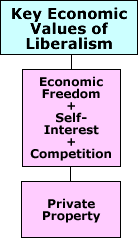 Key Economic
Values of
Liberalism
Economic
Freedom
+
Self-
Interest
+
Competition
Private
Property